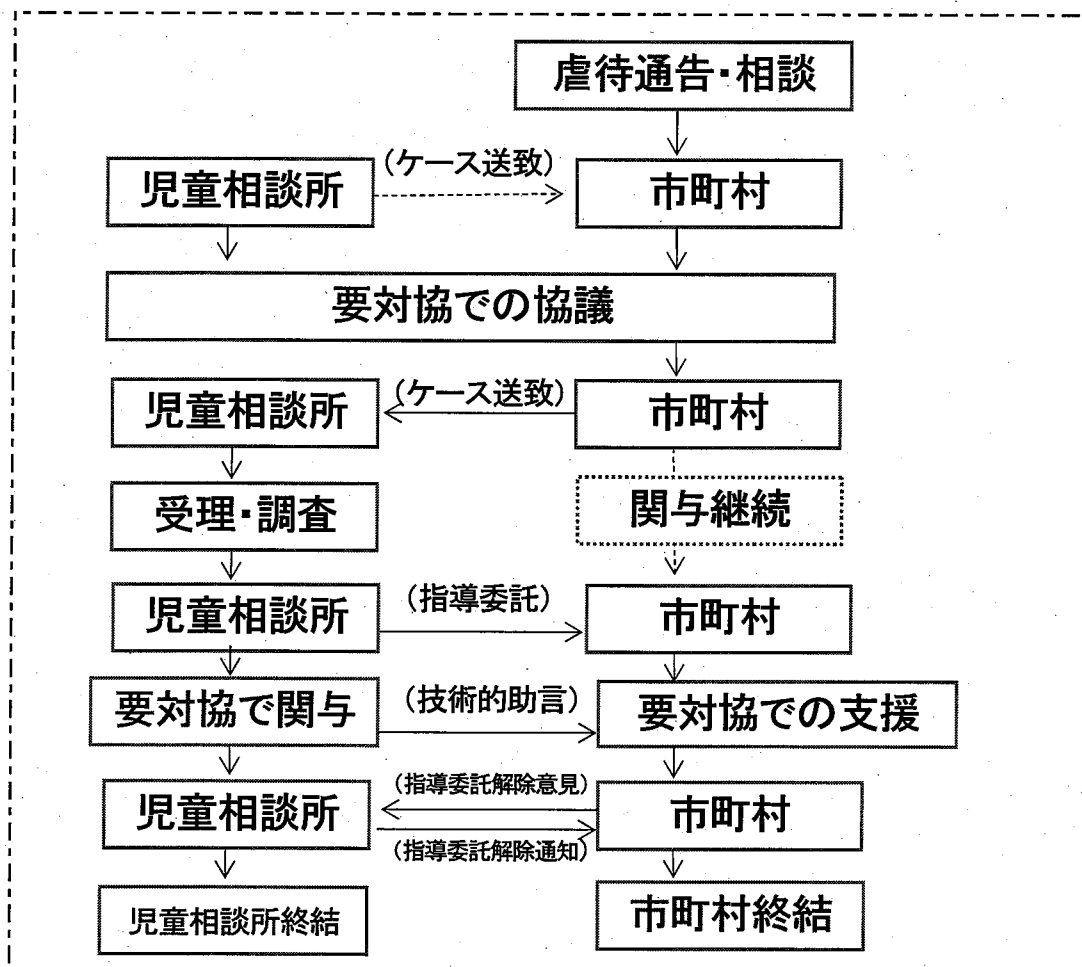 虐待通告・相談
(ケース送致)
児童相談所
市町村
要対協での協議
児童相談所
(ケース送致)
市町村
受理・調査
関与継続
児童相談所
(指導委託)
市町村
要対協で関与
(技術的助言)
要対協での支援
児童相談所
(指導委託解除意見)
市町村
(指導委託解除通知)
児童相談所終結
市町村終結